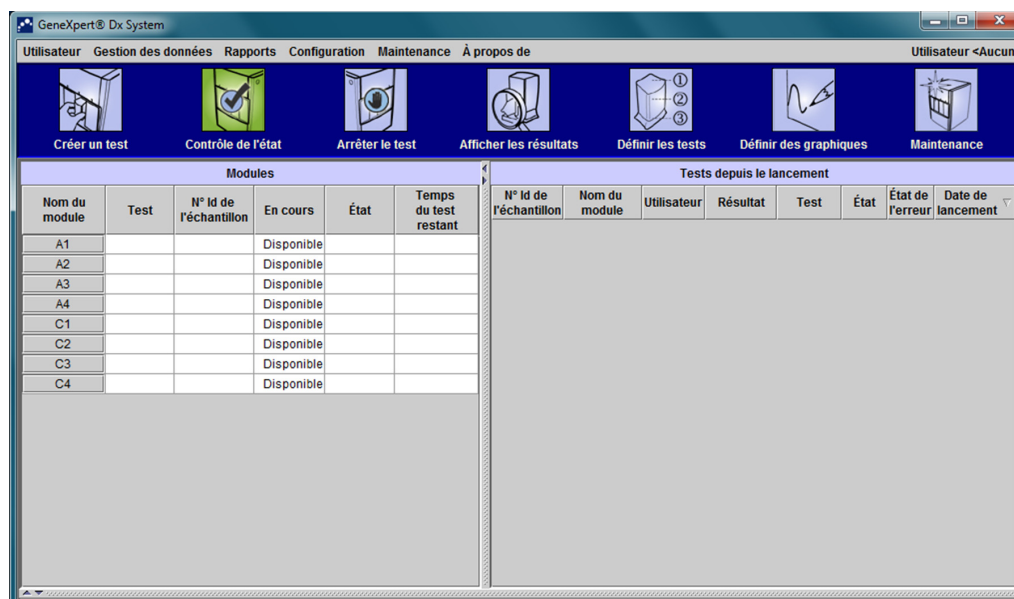 GeneXpert® Dx System
Utilisateur Gestion des données Rapports Configuration Maintenance À propos de Utilisateur <Aucun
① ② ③
Créer un test Contrôle de l'état Arrêter le test Afficher les résultats Définir les tests Définir des graphiques Maintenance
Modules
Nom du module Test N° Id de l'échantillon En cours État Temps du test restant
A1 Disponible
A2 Disponible
A3 Disponible
A4 Disponible
C1 Disponible
C2 Disponible
C3 Disponible
C4 Disponible
Tests depuis le lancement
N° Id de l'échantillon Nom du module Utilisateur Résultat Test État État de l'erreur Date de lancement